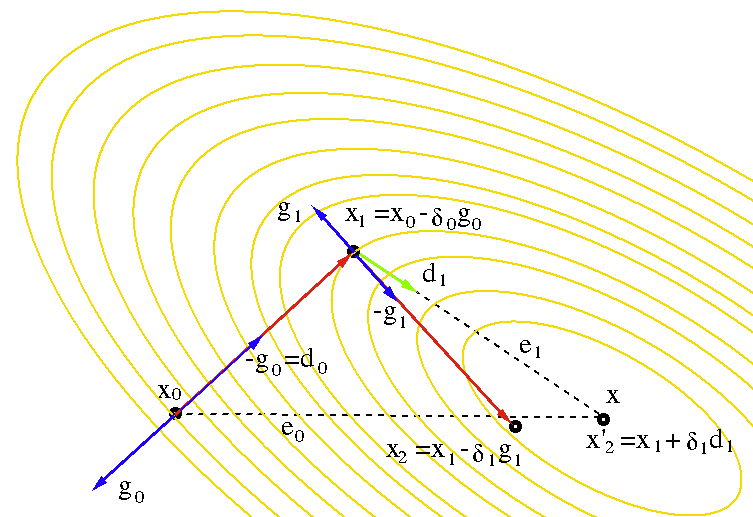 g₁
x₁ =x₀-δ₀g₀
d₁
-g₁
e₁
-g₀=d₀
x₀
x
e₀
x₂ =x₁-δ₁g₁
x'₂ =x₁+ δ₁d₁
g₀